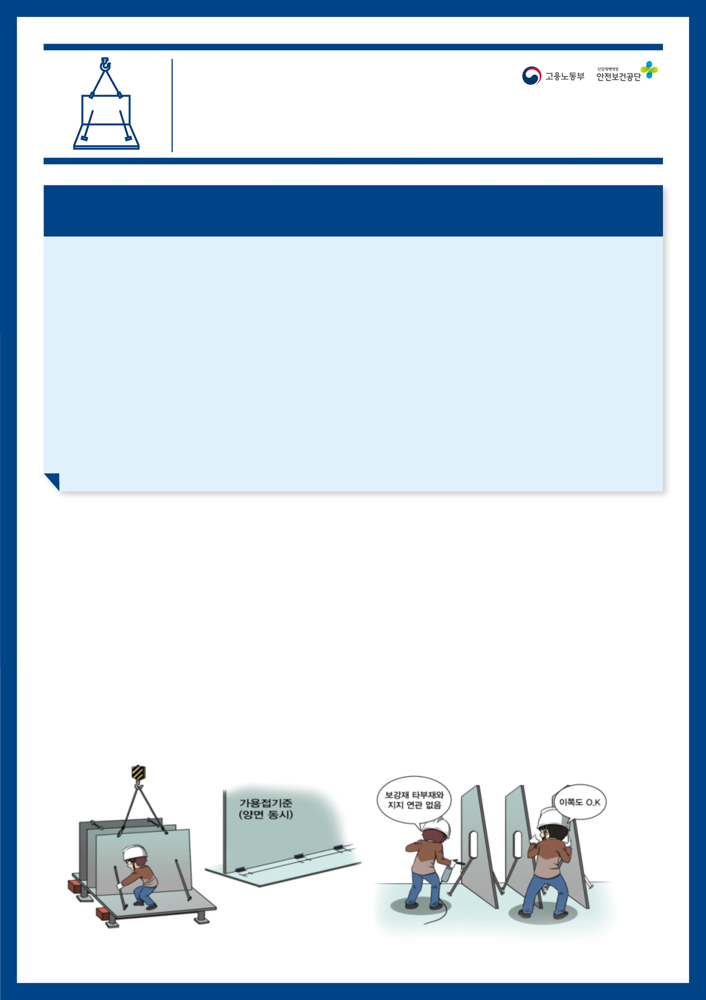 고용노동부
산업재해예방
안전보건공단
가용접기준
(양면 동시)
보강재 타부재와
지지 연관 없음
이쪽도 O.K